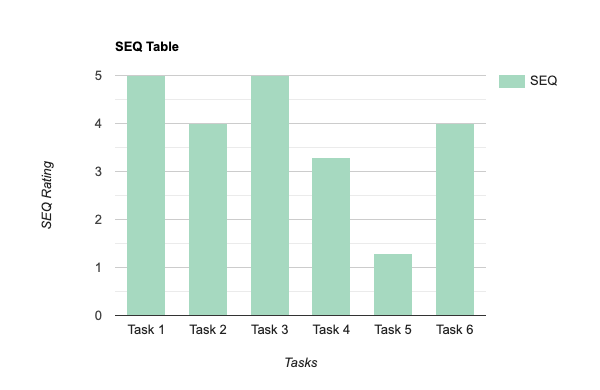 SEQ Table
SEQ
5
4
3
2
1
0
SEQ Rating
Task 1 Task 2 Task 3 Task 4 Task 5 Task 6
Tasks